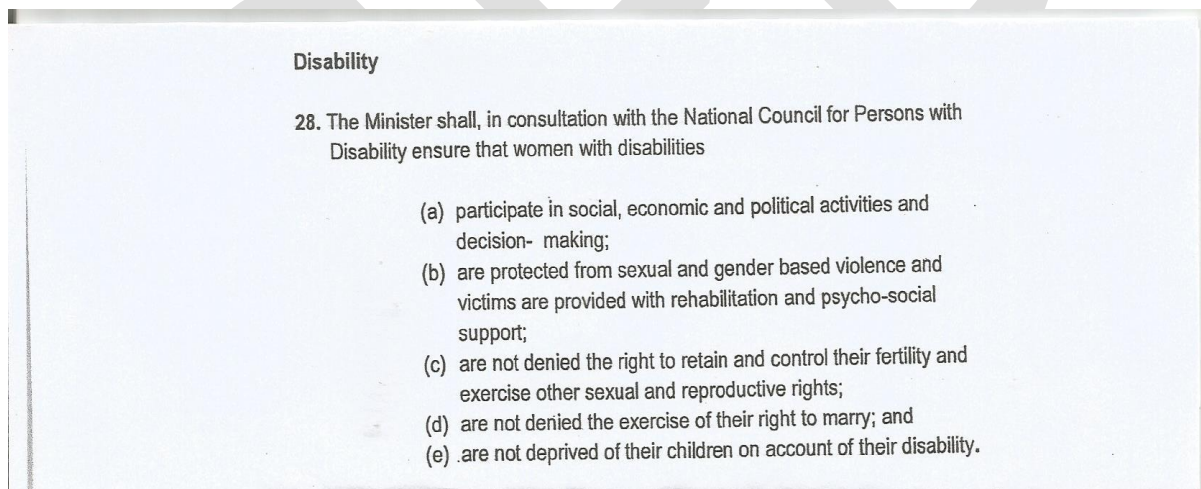 Disability
28. The Minister shall, in consultation with the National Council for Persons with
Disability ensure that women with disabilities
(a) participate in social, economic and political activities and
decision- making;
(b) are protected from sexual and gender based violence and
victims are provided with rehabilitation and psycho-social
support;
(c) are not denied the right to retain and control their fertility and
exercise other sexual and reproductive rights;
(d) are not denied the exercise of their right to marry; and
(e) .are not deprived of their children on account of their disability.